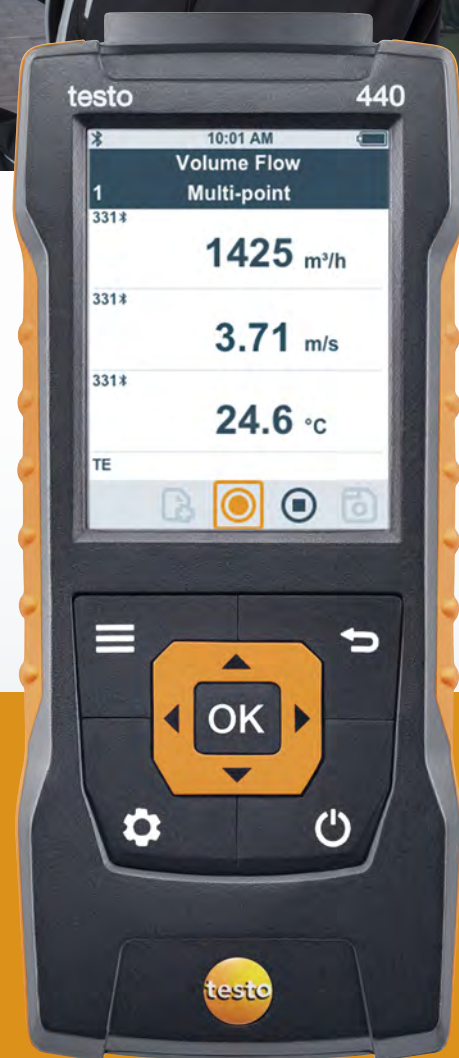 testo 440
10:01 AM
Volume Flow
1 Multi-point
331
1425 m³/h
331
3.71 m/s
331
24.6 °C
TE
OK
testo